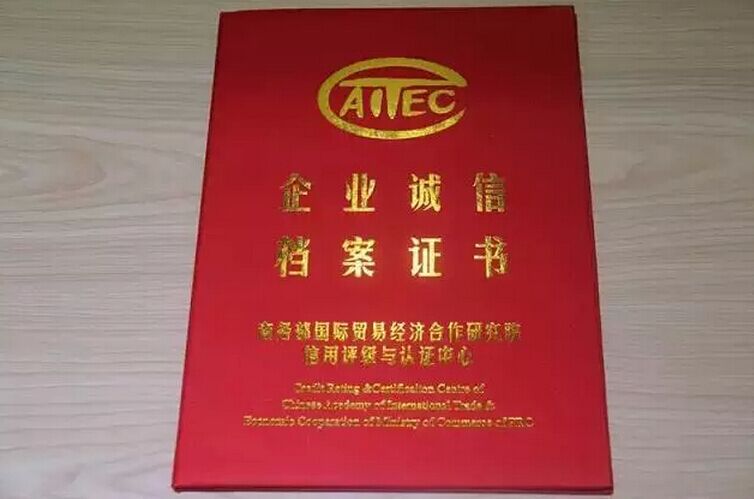 CAITEC
企业诚信
档案证书
商务部国际贸易经济合作研究院
信用评级与认证中心
Credit Rating &Certification Centre of
Chinese Academy of International Trade &
Economic Cooperation of Ministry of Commerce of PRC